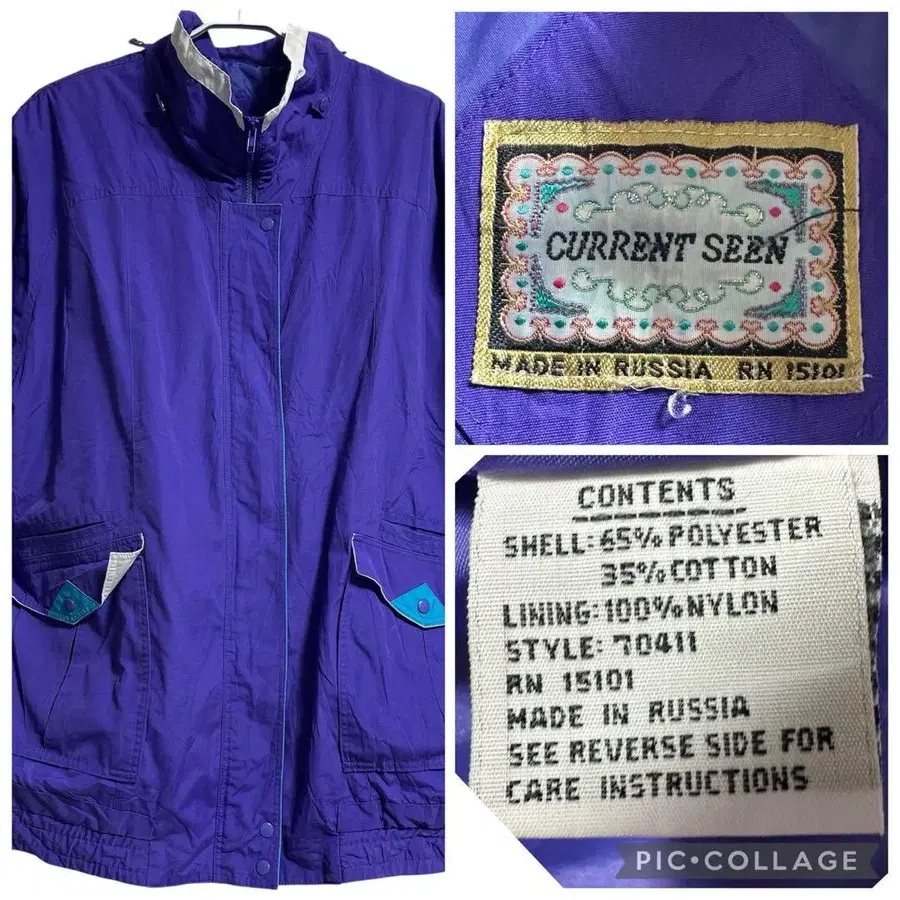 CURRENT SEEN
MADE IN RUSSIA RN 15101
CONTENTS
SHELL: 65% POLYESTER
35% COTTON
LINING: 100% NYLON
STYLE: 70411
RN 15101
MADE IN RUSSIA
SEE REVERSE SIDE FOR
CARE INSTRUCTIONS
PIC•COLLAGE